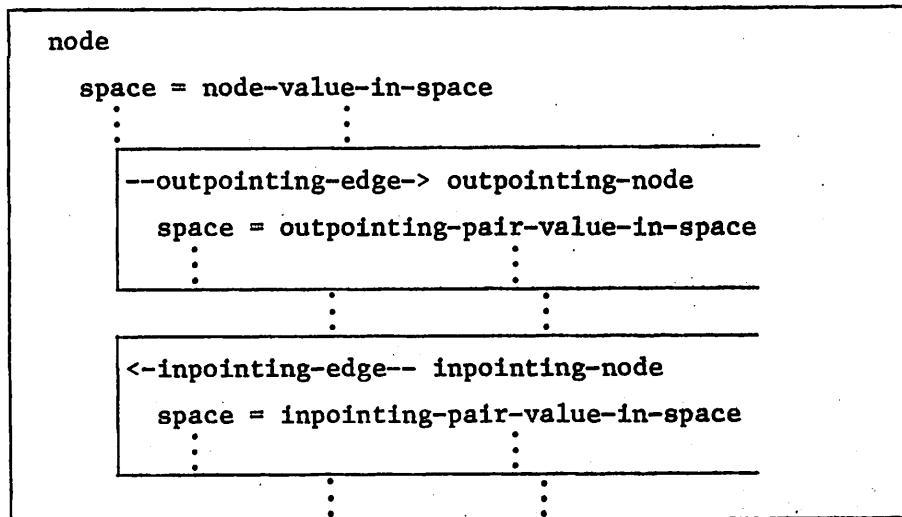 node
space = node-value-in-space
--outpointing-edge-> outpointing-node
space = outpointing-pair-value-in-space
<-inpointing-edge-- inpointing-node
space = inpointing-pair-value-in-space